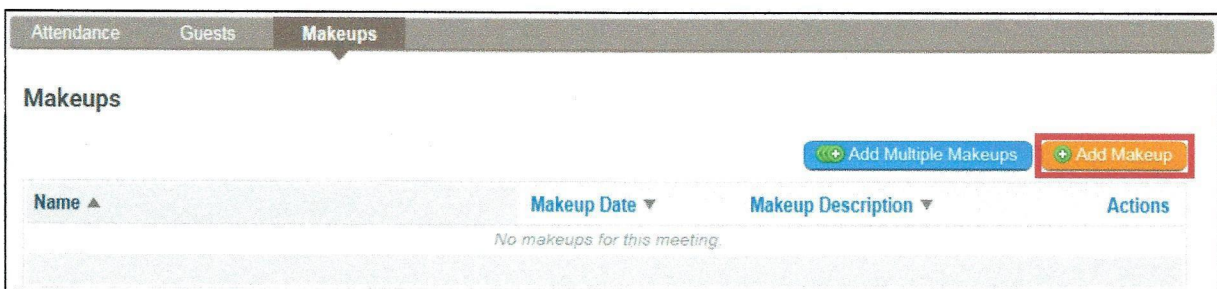 Attendance Guests Makeups
Makeups
Add Multiple Makeups Add Makeup
Name Makeup Date Makeup Description Actions
No makeups for this meeting.